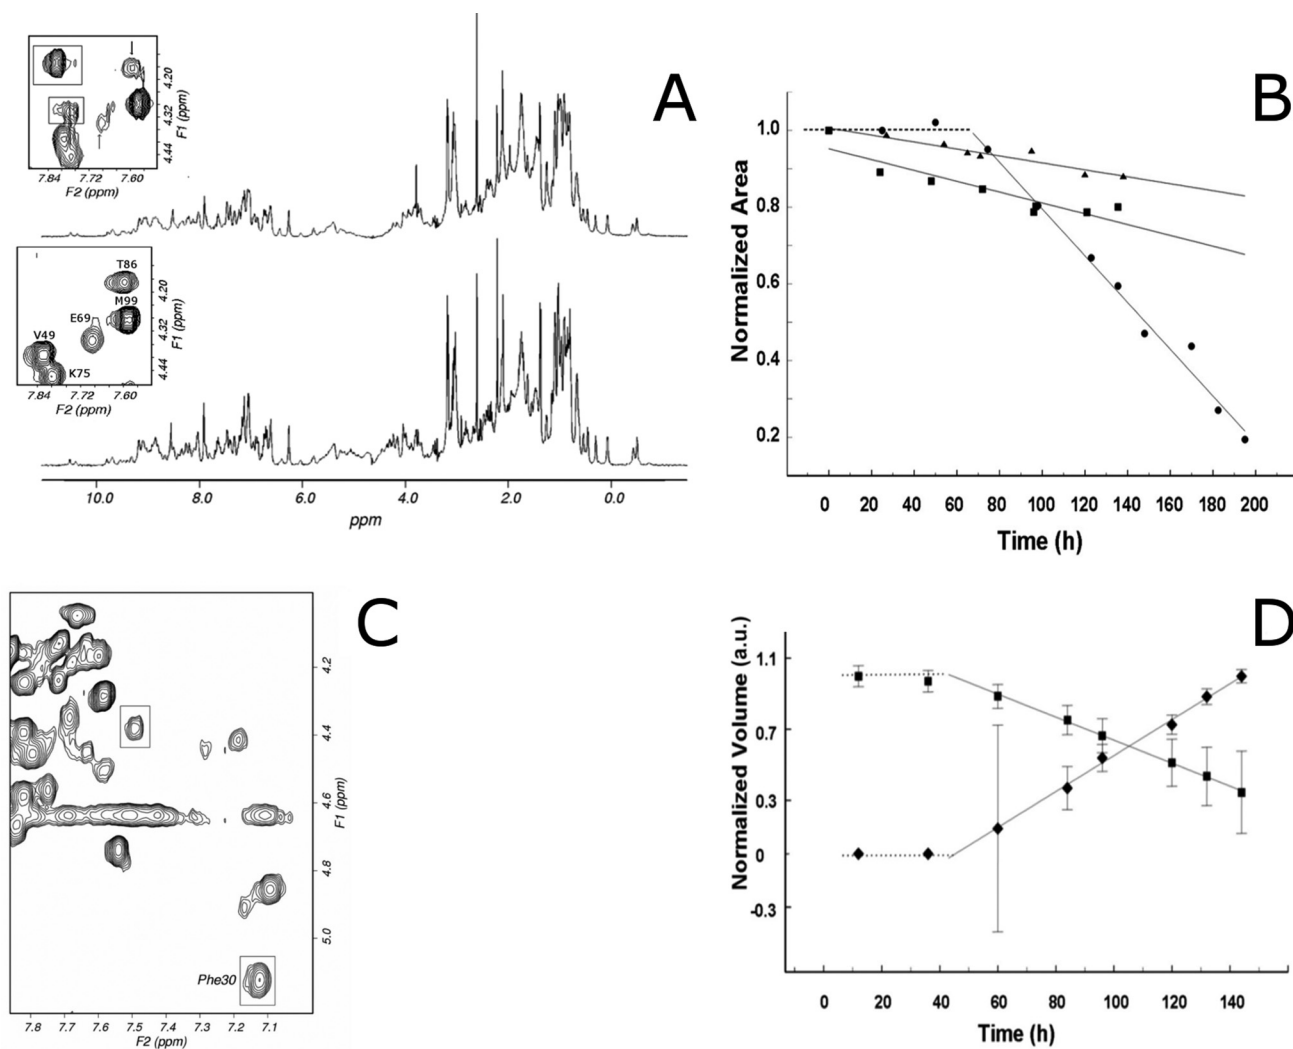 A
4.20
4.32
4.44
F1 (ppm)
7.84 7.72 7.60
F2 (ppm)
T86
M99
E69
V49
K75
4.20
4.32
4.44
F1 (ppm)
7.84 7.72 7.60
F2 (ppm)
10.0 8.0 6.0 4.0 2.0 0.0
ppm
B
Normalized Area
1.0
0.8
0.6
0.4
0.2
0 20 40 60 80 100 120 140 160 180 200
Time (h)
C
4.2
4.4
4.6
4.8
5.0
F1 (ppm)
Phe30
7.8 7.7 7.6 7.5 7.4 7.3 7.2 7.1
F2 (ppm)
D
Normalized Volume (a.u.)
1.1
0.7
0.3
0
-0.3
0 20 40 60 80 100 120 140
Time (h)